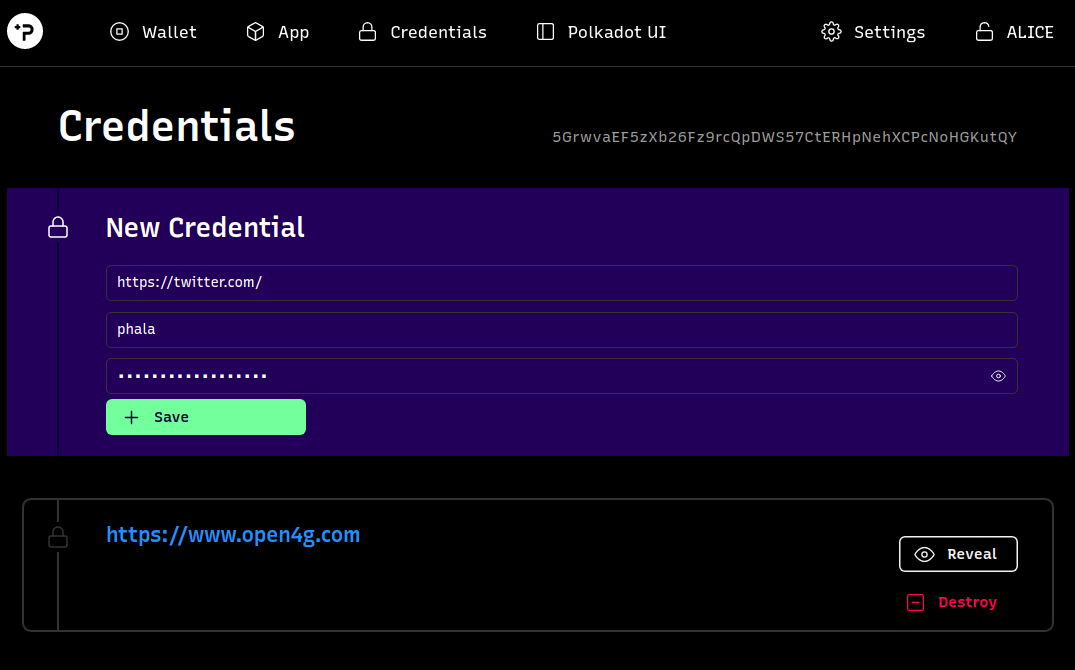 Wallet App Credentials Polkadot UI Settings ALICE
Credentials
5GrwvaEF5zXb26Fz9rcQpDWS57CtERHpNehXCPcNoHGKutQY
New Credential
https://twitter.com/
phala
••••••••••••••••••
Save
https://www.open4g.com
Reveal
Destroy